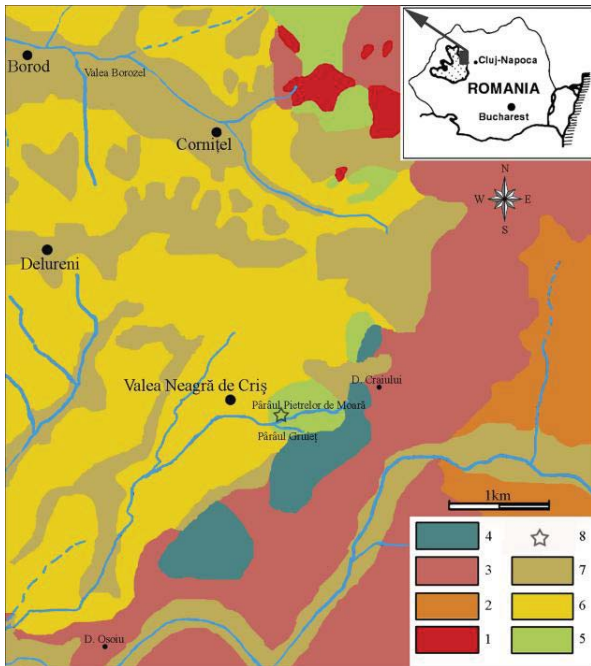 Borod
Valea Borozel
Cornițel
Cluj-Napoca
ROMANIA
Bucharest
N
W E
S
Delureni
Valea Neagră de Criș
D. Craiului
Pârâul Pietrelor de Moară
Pârâul Gruieț
1km
4 8
3 7
2 6
1 5
D. Oșoiu